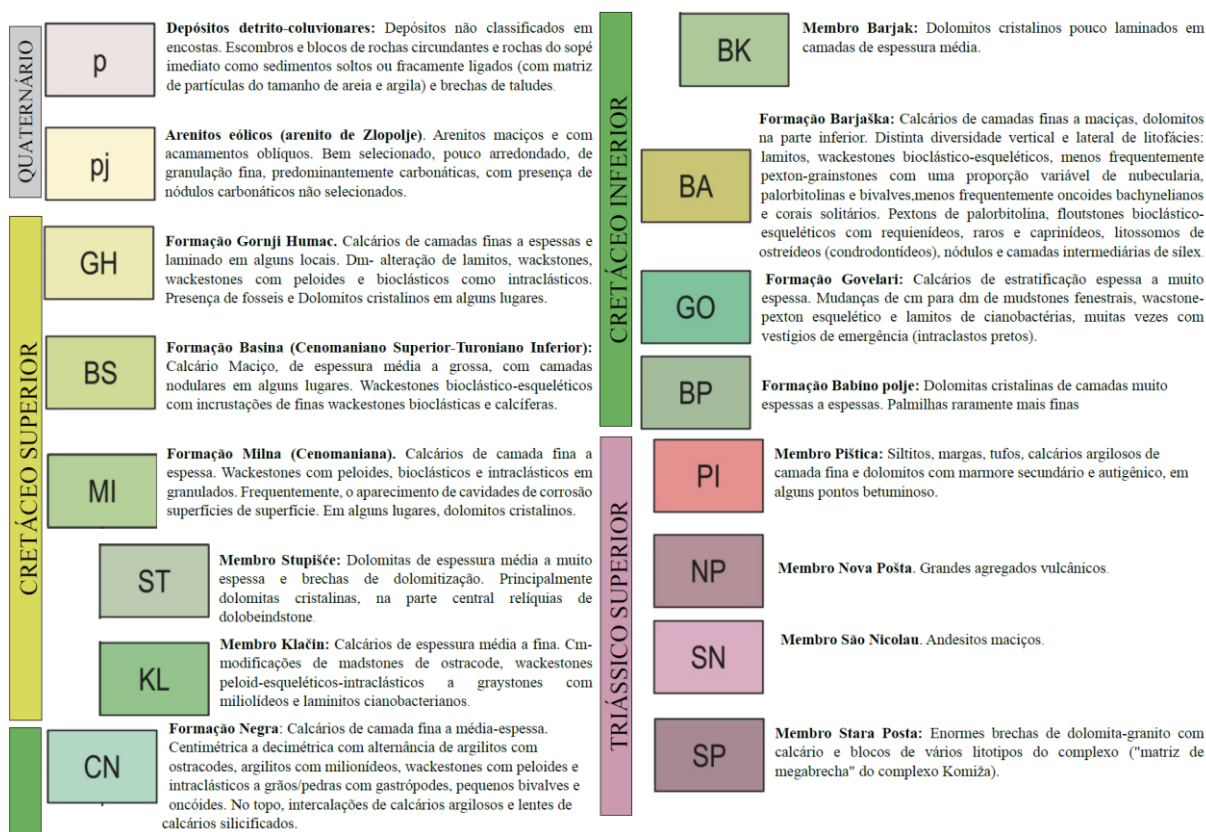 QUATERNÁRIO
p
Depósitos detrito-coluvionares: Depósitos não classificados em
encostas. Escombros e blocos de rochas circundantes e rochas do sopé
imediato como sedimentos soltos ou fracamente ligados (com matriz
de partículas do tamanho de areia e argila) e brechas de taludes.
pj
Arenitos eólicos (arenito de Zlopolje). Arenitos maciços e com
acamamentos oblíquos. Bem selecionado, pouco arredondado, de
granulação fina, predominantemente carbonáticas, com presença de
nódulos carbonáticos não selecionados.
CRETÁCEO SUPERIOR
GH
Formação Gornji Humac. Calcários de camadas finas a espessas e
laminado em alguns locais. Dm- alteração de lamitos, wackstones,
wackestones com peloides e bioclásticos como intraclásticos.
Presença de fosseis e Dolomitos cristalinos em alguns lugares.
BS
Formação Basina (Cenomaniano Superior-Turoniano Inferior):
Calcário Maciço, de espessura média a grossa, com camadas
nodulares em alguns lugares. Wackestones bioclástico-esqueléticos
com incrustações de finas wackestones bioclásticas e calcíferas.
MI
Formação Milna (Cenomaniana). Calcários de camada fina a
espessa. Wackestones com peloides, bioclásticos e intraclásticos em
granulados. Frequentemente, o aparecimento de cavidades de corrosão
superfícies de superfície. Em alguns lugares, dolomitos cristalinos.
ST
Membro Stupišće: Dolomitas de espessura média a muito
espessa e brechas de dolomitização. Principalmente
dolomitas cristalinas, na parte central relíquias de
dolobeindstone.
KL
Membro Klačin: Calcários de espessura média a fina. Cm-
modificações de madstones de ostracode, wackestones
peloid-esqueléticos-intraclásticos a graystones com
miliolídeos e laminitos cianobacterianos.
CN
Formação Negra: Calcários de camada fina a média-espessa.
Centimétrica a decimétrica com alternância de argilitos com
ostracodes, argilitos com milionídeos, wackestones com peloides e
intraclásticos a grãos/pedras com gastrópodes, pequenos bivalves e
oncóides. No topo, intercalações de calcários argilosos e lentes de
calcários silicificados.
CRETÁCEO INFERIOR
BK
Membro Barjak: Dolomitos cristalinos pouco laminados em
camadas de espessura média.
BA
Formação Barjaška: Calcários de camadas finas a maciças, dolomitos
na parte inferior. Distinta diversidade vertical e lateral de litofácies:
lamitos, wackestones bioclástico-esqueléticos, menos frequentemente
pexton-grainstones com uma proporção variável de nubecularia,
palorbitolinas e bivalves,menos frequentemente oncoides bachynelianos
e corais solitários. Pextons de palorbitolina, floutstones bioclástico-
esqueléticos com requienídeos, raros e caprinídeos, litossomos de
ostreídeos (condrodontídeos), nódulos e camadas intermediárias de sílex.
GO
Formação Govelari: Calcários de estratificação espessa a muito
espessa. Mudanças de cm para dm de mudstones fenestrais, wacstone-
pexton esquelético e lamitos de cianobactérias, muitas vezes com
vestígios de emergência (intraclastos pretos).
BP
Formação Babino polje: Dolomitas cristalinas de camadas muito
espessas a espessas. Palmilhas raramente mais finas
TRIÁSSICO SUPERIOR
PI
Membro Pištica: Siltitos, margas, tufos, calcários argilosos de
camada fina e dolomitos com marmore secundário e autigênico, em
alguns pontos betuminoso.
NP
Membro Nova Pošta. Grandes agregados vulcânicos.
SN
Membro São Nicolau. Andesitos maciços.
SP
Membro Stara Posta: Enormes brechas de dolomita-granito com
calcário e blocos de vários litotipos do complexo ("matriz de
megabrecha" do complexo Komiža).